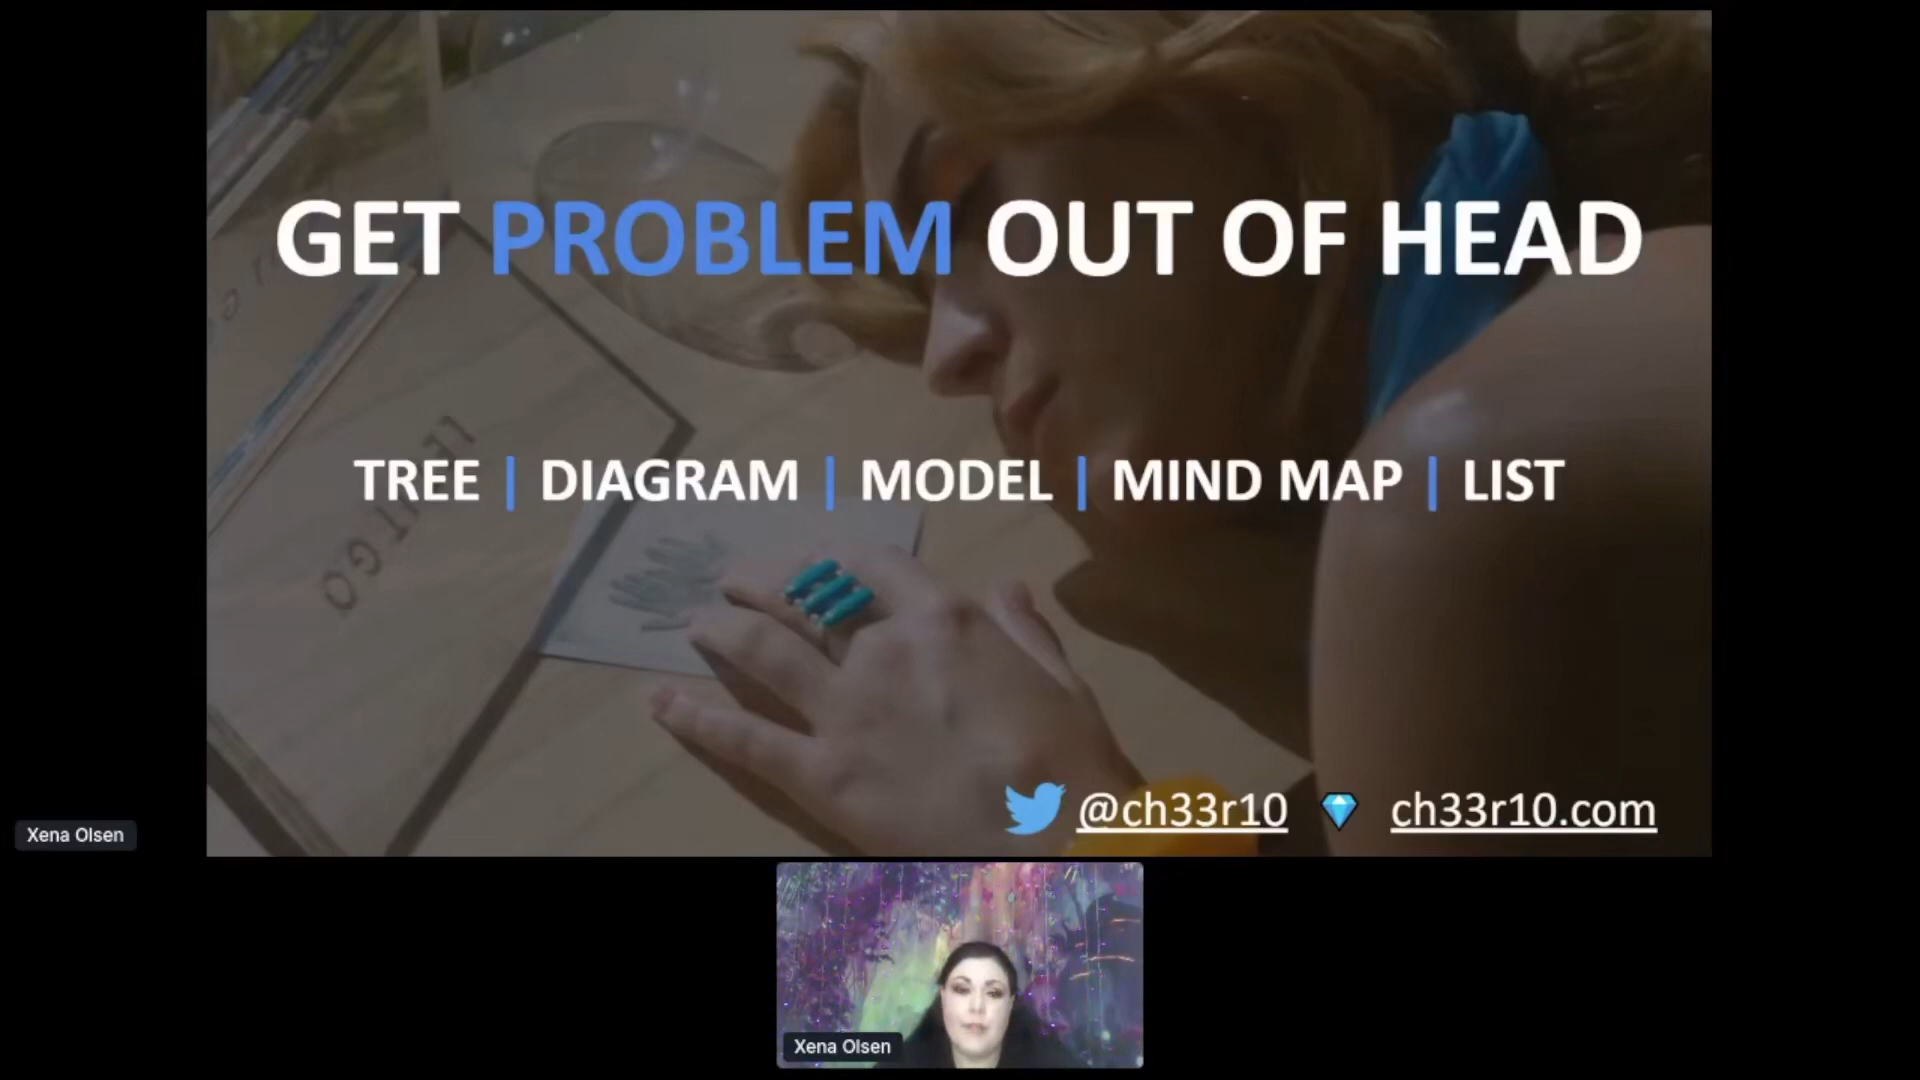 GET PROBLEM OUT OF HEAD
TREE | DIAGRAM | MODEL | MIND MAP | LIST
@ch33r10 ch33r10.com
Xena Olsen
Xena Olsen